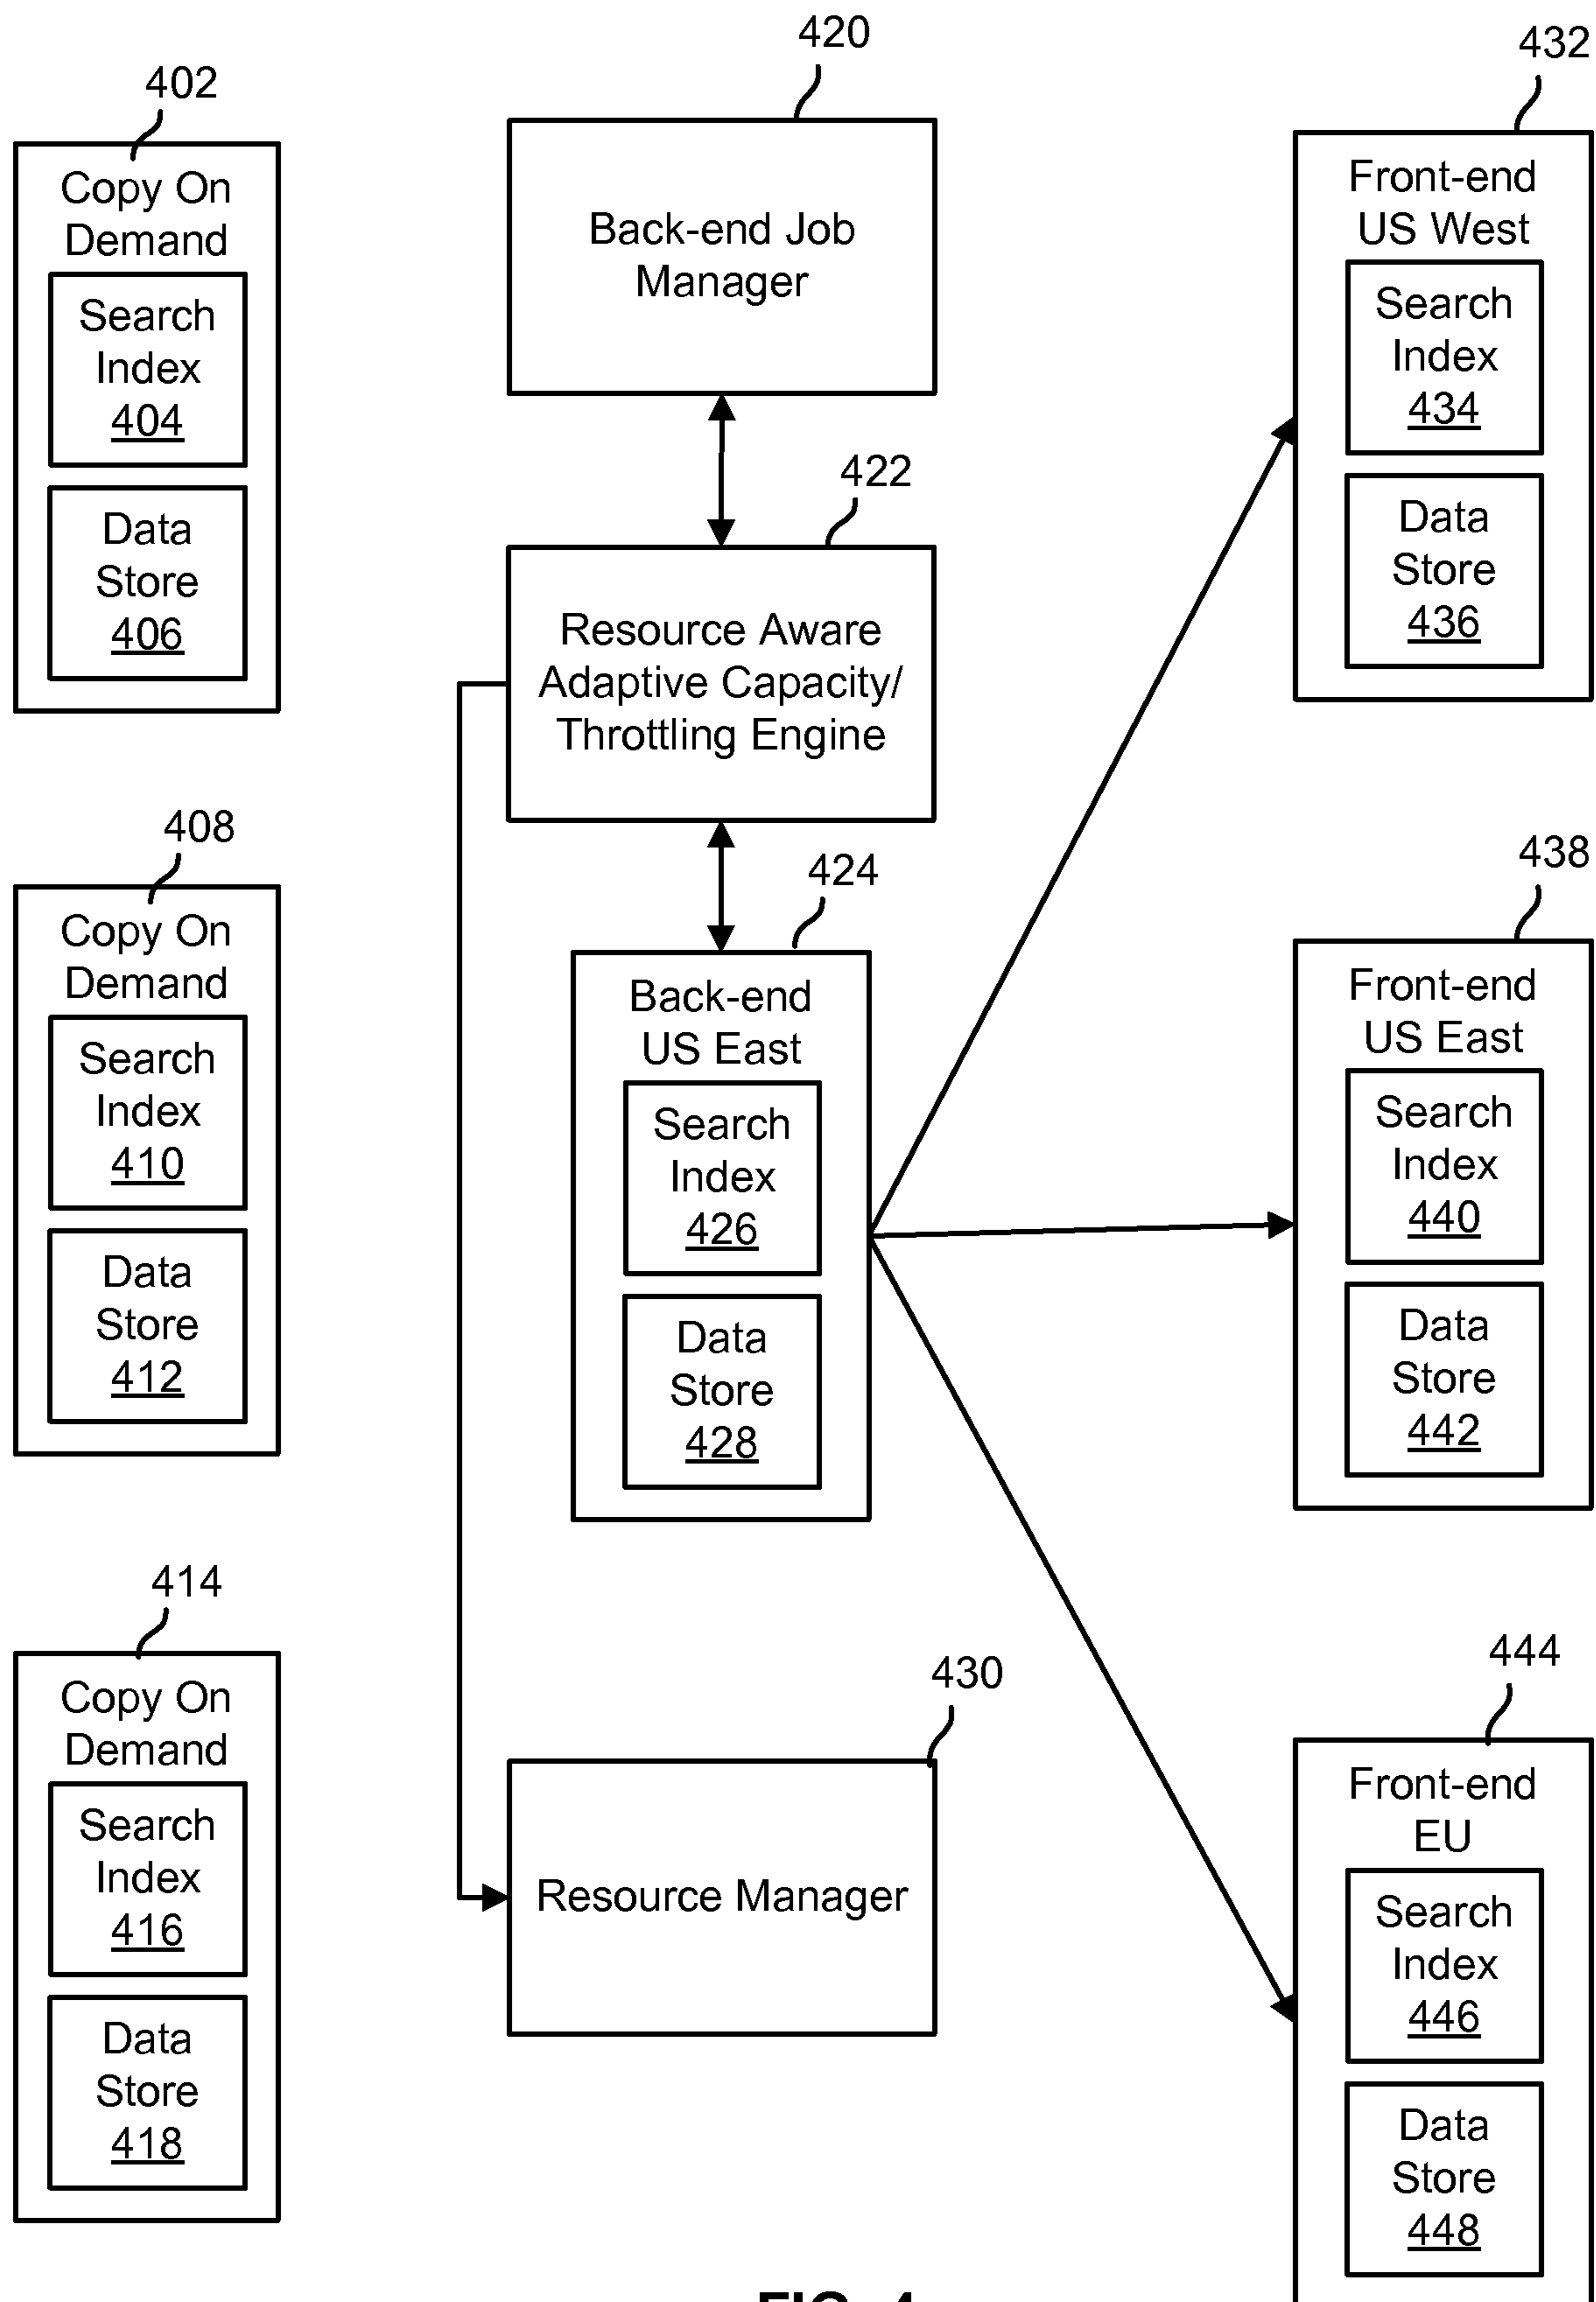 402
Copy On
Demand
Search
Index
404
Data
Store
406
408
Copy On
Demand
Search
Index
410
Data
Store
412
414
Copy On
Demand
Search
Index
416
Data
Store
418
420
Back-end Job
Manager
422
Resource Aware
Adaptive Capacity/
Throttling Engine
424
Back-end
US East
Search
Index
426
Data
Store
428
430
Resource Manager
432
Front-end
US West
Search
Index
434
Data
Store
436
438
Front-end
US East
Search
Index
440
Data
Store
442
444
Front-end
EU
Search
Index
446
Data
Store
448